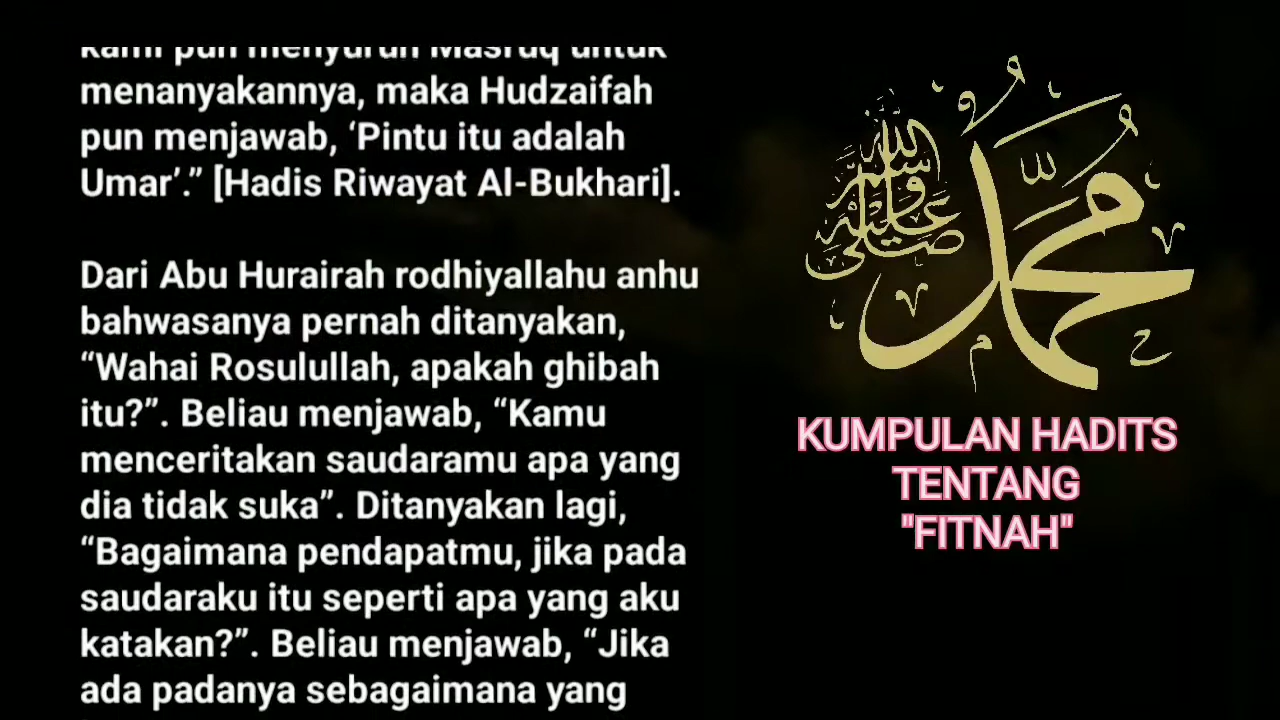 kami pun menyuruh Masruq untuk
menanyakannya, maka Hudzaifah
pun menjawab, ‘Pintu itu adalah
Umar’.” [Hadis Riwayat Al-Bukhari].
Dari Abu Hurairah rodhiyallahu anhu
bahwasanya pernah ditanyakan,
“Wahai Rosulullah, apakah ghibah
itu?”. Beliau menjawab, “Kamu
menceritakan saudaramu apa yang
dia tidak suka”. Ditanyakan lagi,
“Bagaimana pendapatmu, jika pada
saudaraku itu seperti apa yang aku
katakan?”. Beliau menjawab, “Jika
ada padanya sebagaimana yang
محمد
صلى الله عليه وسلم
KUMPULAN HADITS
TENTANG
"FITNAH"